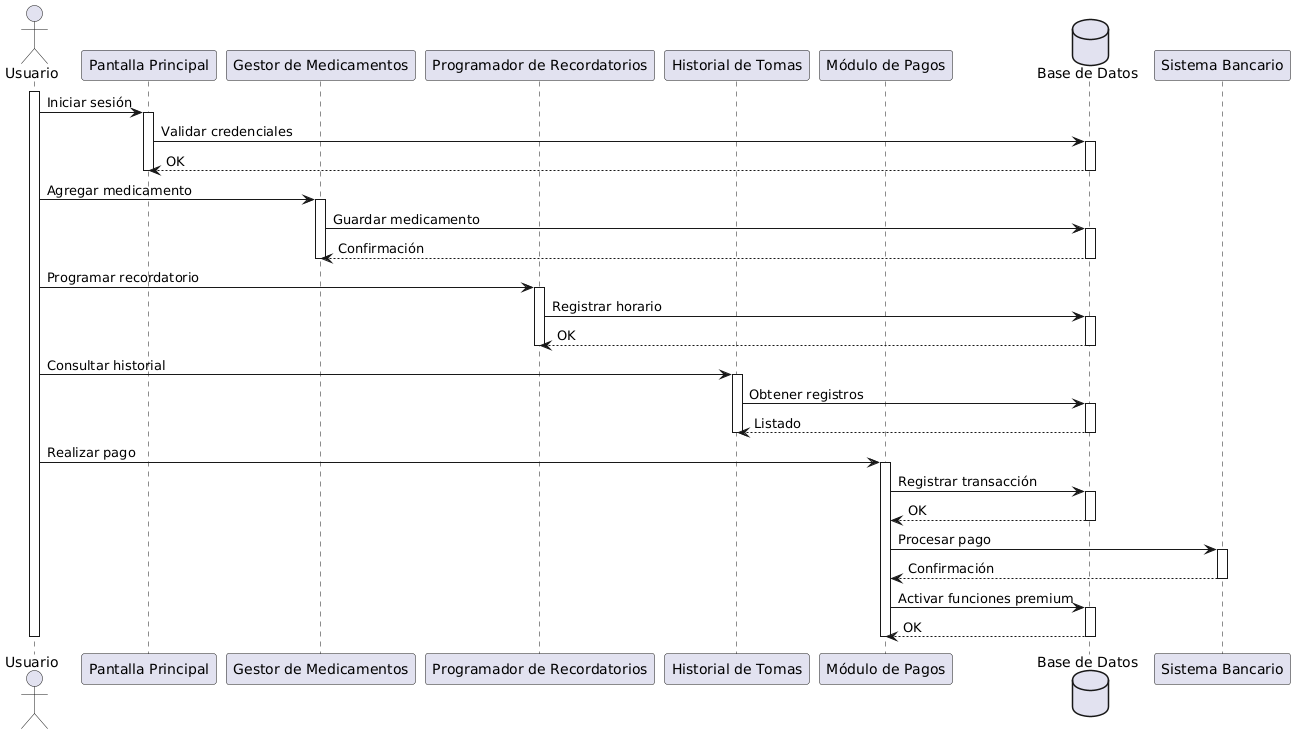 Usuario
Pantalla Principal
Gestor de Medicamentos
Programador de Recordatorios
Historial de Tomas
Módulo de Pagos
Base de Datos
Sistema Bancario
Iniciar sesión
Validar credenciales
OK
Agregar medicamento
Guardar medicamento
Confirmación
Programar recordatorio
Registrar horario
OK
Consultar historial
Obtener registros
Listado
Realizar pago
Registrar transacción
OK
Procesar pago
Confirmación
Activar funciones premium
OK
Usuario
Pantalla Principal
Gestor de Medicamentos
Programador de Recordatorios
Historial de Tomas
Módulo de Pagos
Base de Datos
Sistema Bancario